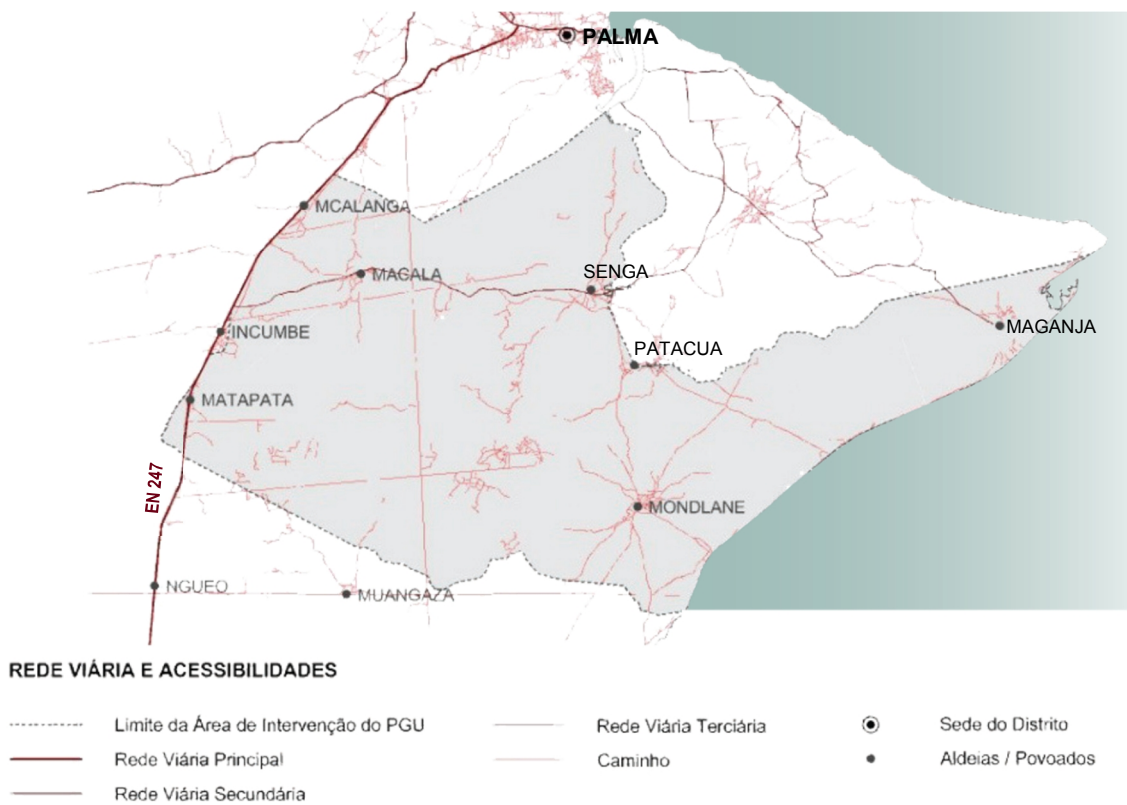 PALMA
MCALANGA
MAGALA
SENGA
INCUMBE
MAGANJA
PATACUA
MATAPATA
EN 247
MONDLANE
NGUEO
MUANGAZA
REDE VIÁRIA E ACESSIBILIDADES
Limite da Área de Intervenção do PGU
Rede Viária Terciária
Sede do Distrito
Rede Viária Principal
Caminho
Aldeias / Povoados
Rede Viária Secundária